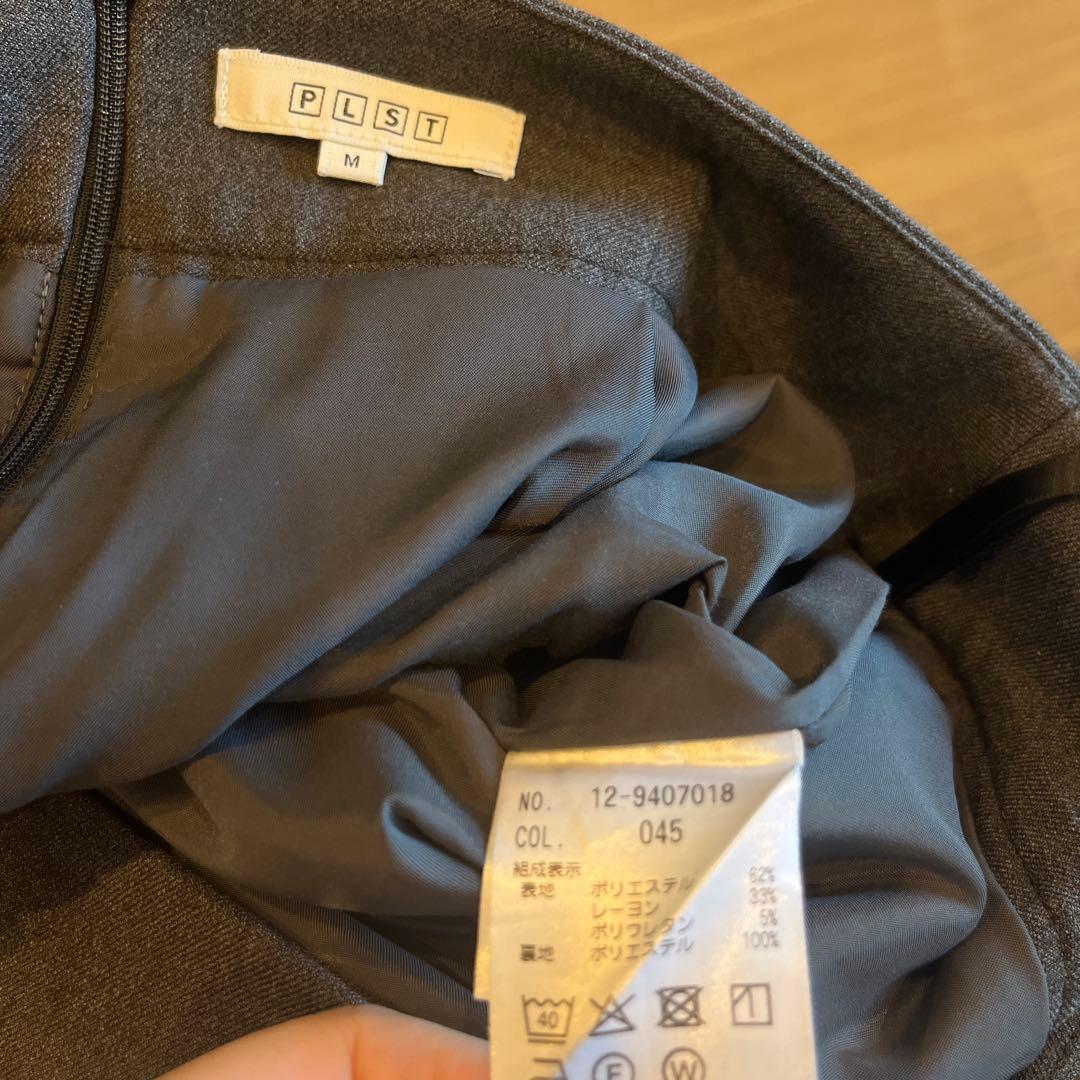 PLST
M
NO. 12-9407018
COL. 045
組成表示 62%
表地 ポリエステル 33%
レーヨン 5%
ポリウレタン
裏地 ポリエステル 100%
40
F W